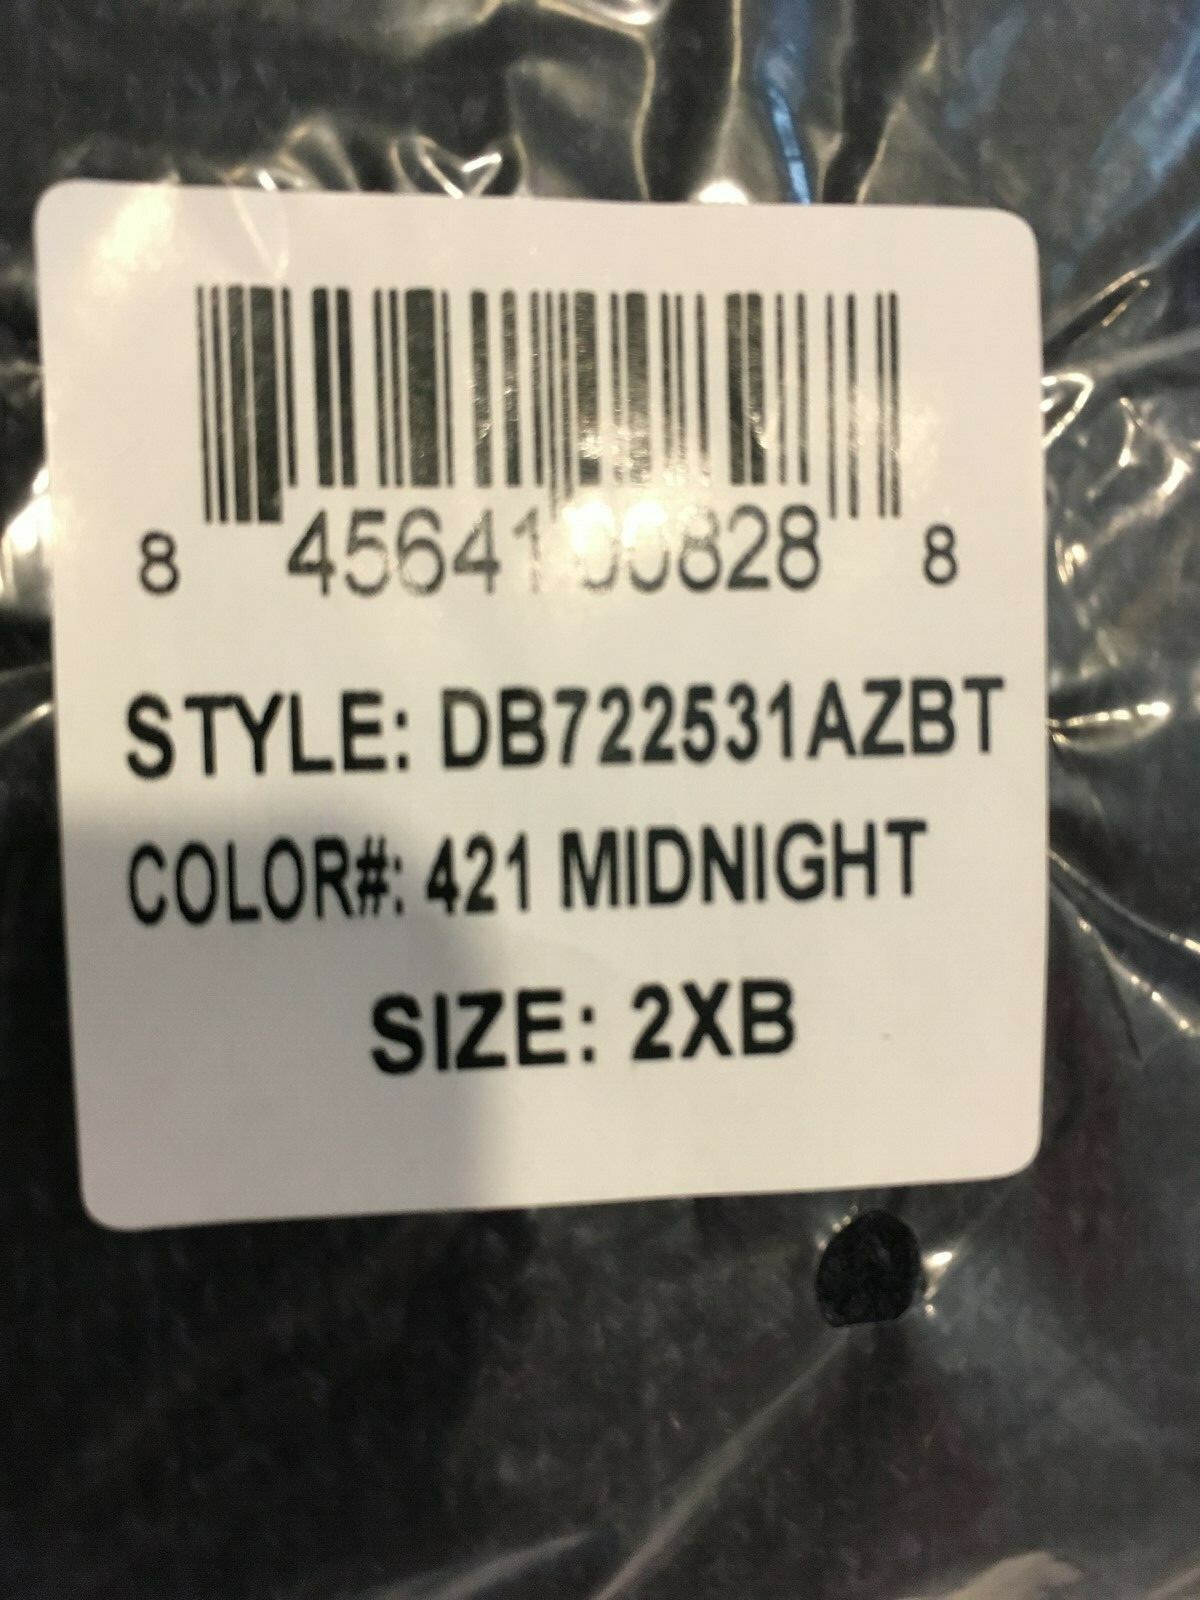 8 4564100828 8
STYLE: DB722531AZBT
COLOR#: 421 MIDNIGHT
SIZE: 2XB